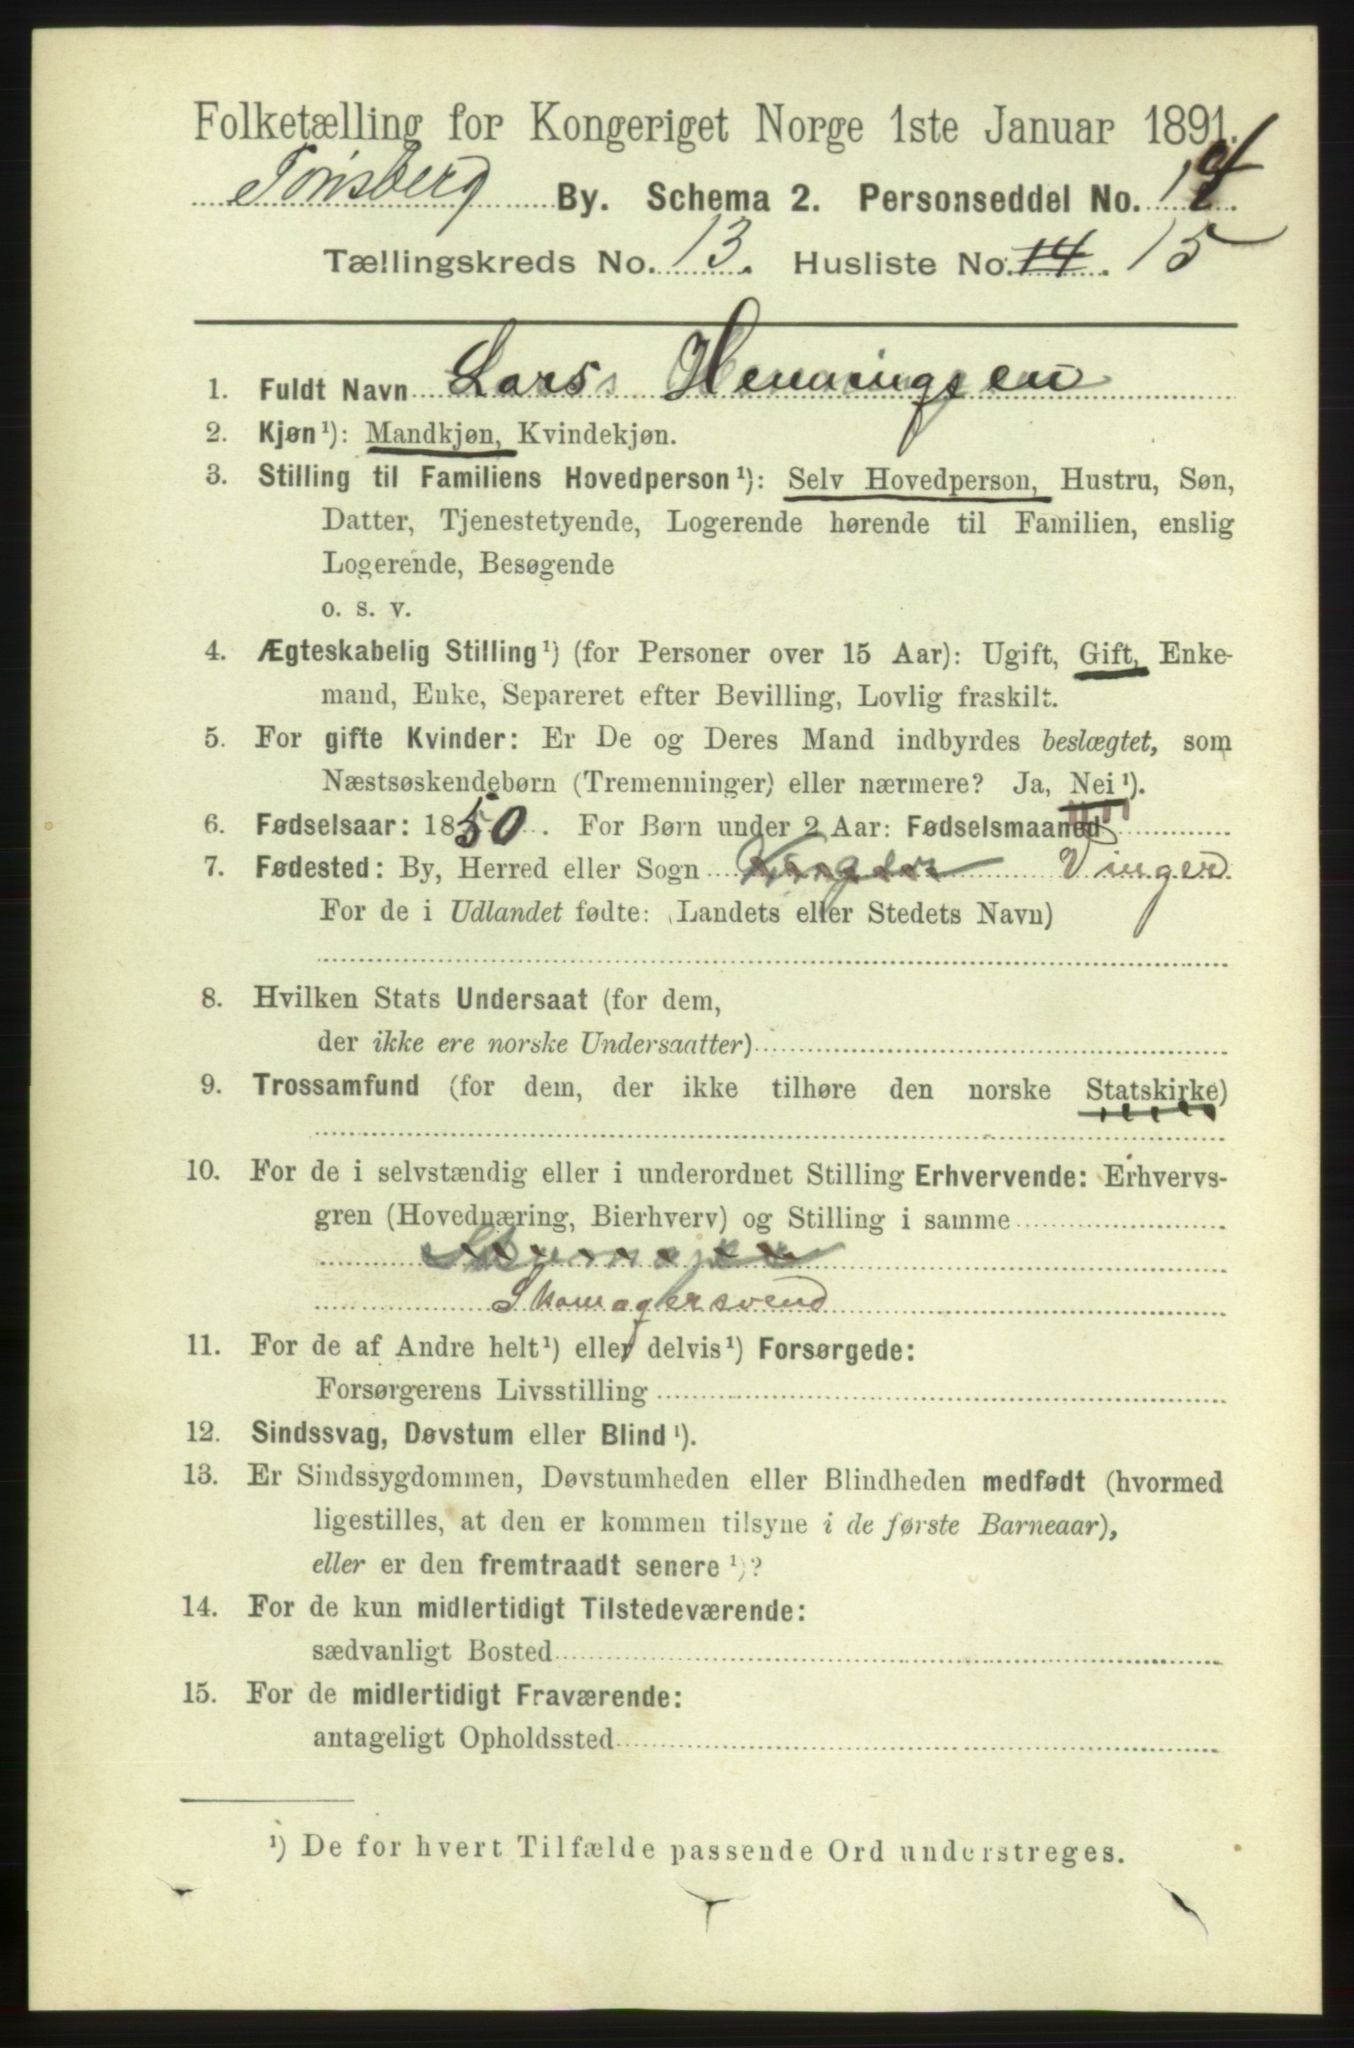 Folketælling for Kongeriget Norge 1ste Januar 1891.
Tønsberg By. Schema 2. Personseddel No.
Tællingskreds No. 13. Husliste No. 14. 15
1. Fuldt Navn Lars Henningsen
2. Kjøn¹): Mandkjøn, Kvindekjøn.
3. Stilling til Familiens Hovedperson¹): Selv Hovedperson, Hustru, Søn,
Datter, Tjenestetyende, Logerende hørende til Familien, enslig
Logerende, Besøgende
o. s. v.
4. Ægteskabelig Stilling¹) (for Personer over 15 Aar): Ugift, Gift, Enke-
mand, Enke, Separeret efter Bevilling, Lovlig fraskilt.
5. For gifte Kvinder: Er De og Deres Mand indbyrdes beslægtet, som
Næstsøskendebørn (Tremenninger) eller nærmere? Ja, Nei¹).
6. Fødselsaar: 1850. For Børn under 2 Aar: Fødselsmaaned
7. Fødested: By, Herred eller Sogn Vinger
For de i Udlandet fødte: (Landets eller Stedets Navn)
8. Hvilken Stats Undersaat (for dem,
der ikke ere norske Undersaatter)
9. Trossamfund (for dem, der ikke tilhøre den norske Statskirke)
10. For de i selvstændig eller i underordnet Stilling Erhvervende: Erhvervs-
gren (Hovednæring, Bierhverv) og Stilling i samme
Skomagersvend
11. For de af Andre helt¹) eller delvis¹) Forsørgede:
Forsørgerens Livsstilling
12. Sindssvag, Døvstum eller Blind¹).
13. Er Sindssygdommen, Døvstumheden eller Blindheden medfødt (hvormed
ligestilles, at den er kommen tilsyne i de første Barneaar),
eller er den fremtraadt senere¹)?
14. For de kun midlertidigt Tilstedeværende:
sædvanligt Bosted
15. For de midlertidigt Fraværende:
antageligt Opholdssted
¹) De for hvert Tilfælde passende Ord understreges.